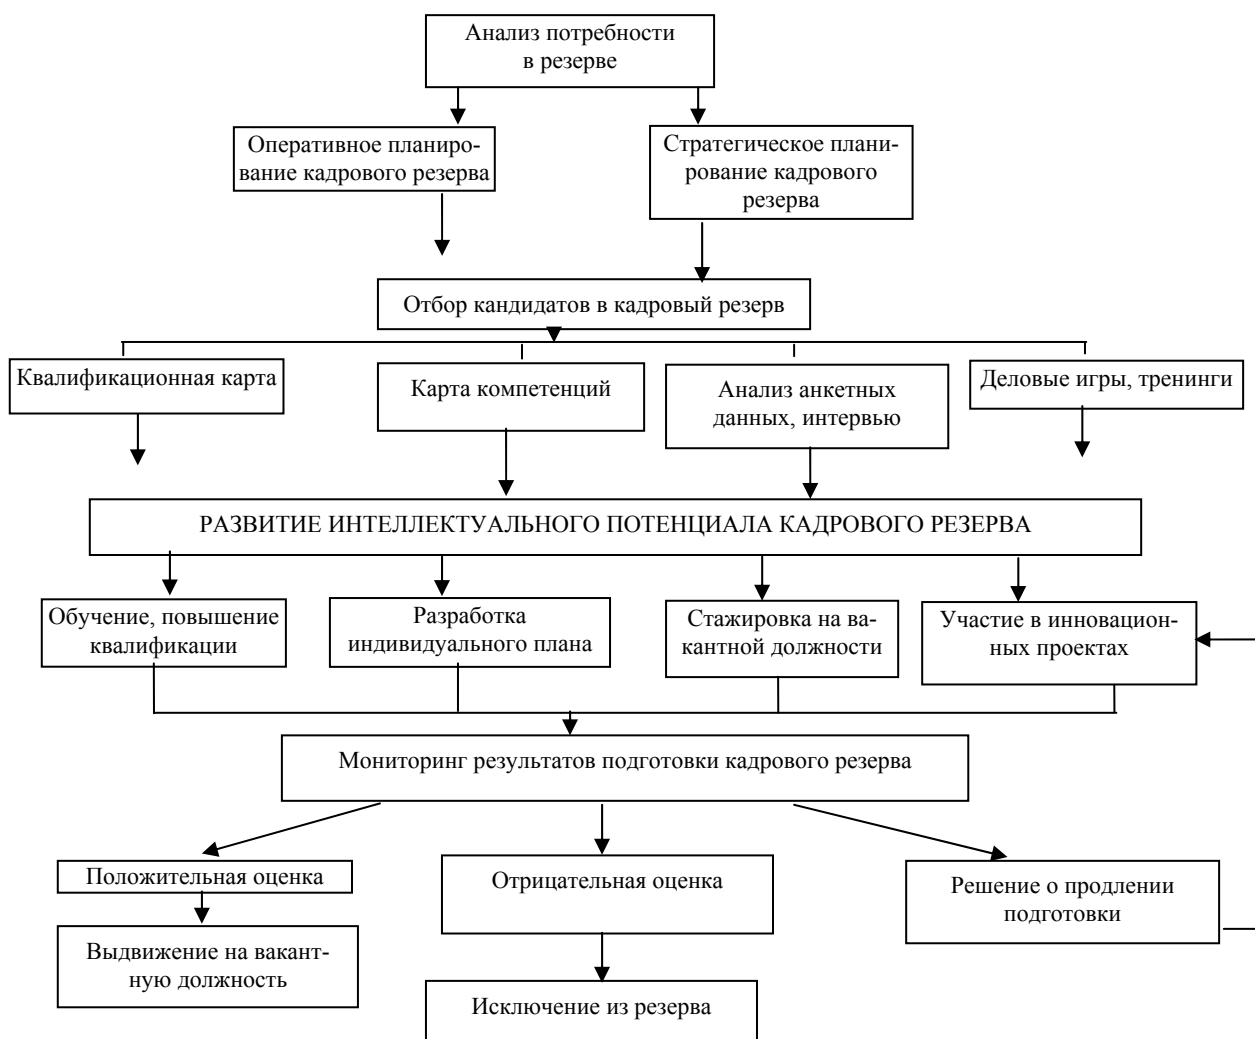 Анализ потребности
в резерве
Оперативное планиро-
вание кадрового резерва
Стратегическое плани-
рование кадрового
резерва
Отбор кандидатов в кадровый резерв
Квалификационная карта
Карта компетенций
Анализ анкетных
данных, интервью
Деловые игры, тренинги
РАЗВИТИЕ ИНТЕЛЛЕКТУАЛЬНОГО ПОТЕНЦИАЛА КАДРОВОГО РЕЗЕРВА
Обучение, повышение
квалификации
Разработка
индивидуального плана
Стажировка на ва-
кантной должности
Участие в инновацион-
ных проектах
Мониторинг результатов подготовки кадрового резерва
Положительная оценка
Отрицательная оценка
Решение о продлении
подготовки
Выдвижение на вакант-
ную должность
Исключение из резерва